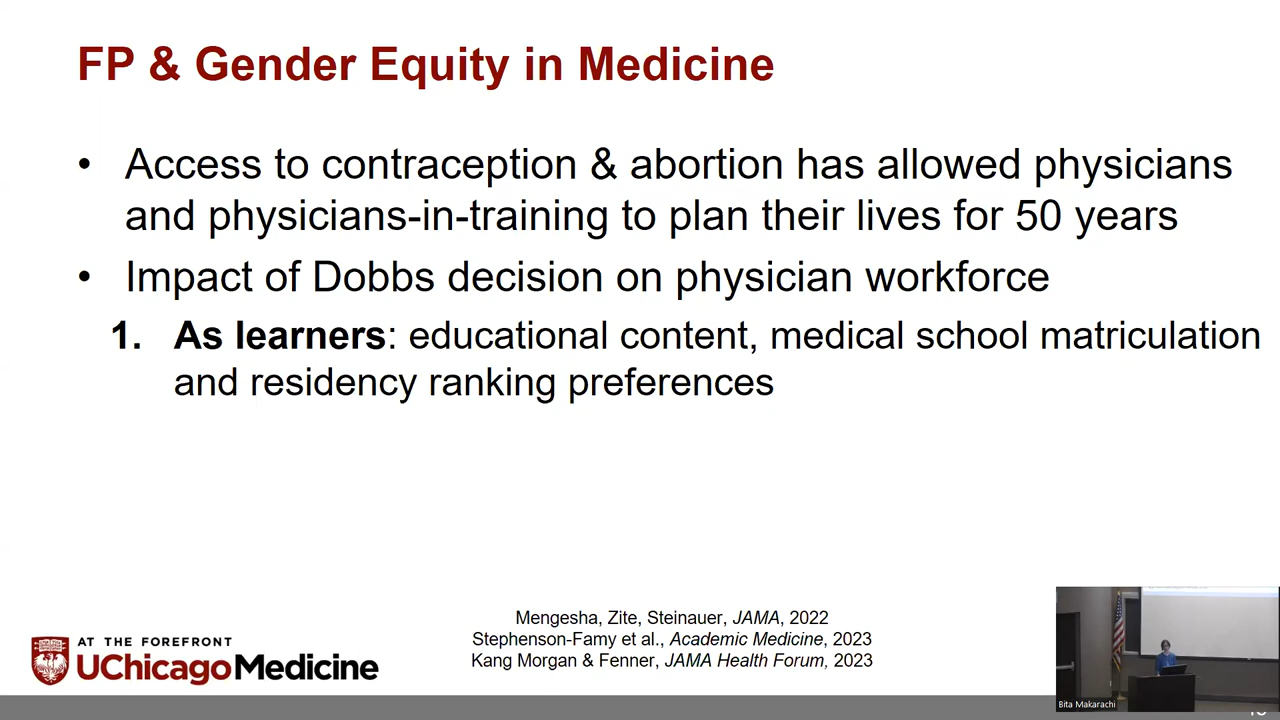 FP & Gender Equity in Medicine
• Access to contraception & abortion has allowed physicians
and physicians-in-training to plan their lives for 50 years
• Impact of Dobbs decision on physician workforce
1. As learners: educational content, medical school matriculation
and residency ranking preferences
Mengesha, Zite, Steinauer, JAMA, 2022
Stephenson-Famy et al., Academic Medicine, 2023
Kang Morgan & Fenner, JAMA Health Forum, 2023
AT THE FOREFRONT
UChicagoMedicine
Bita Makarachi